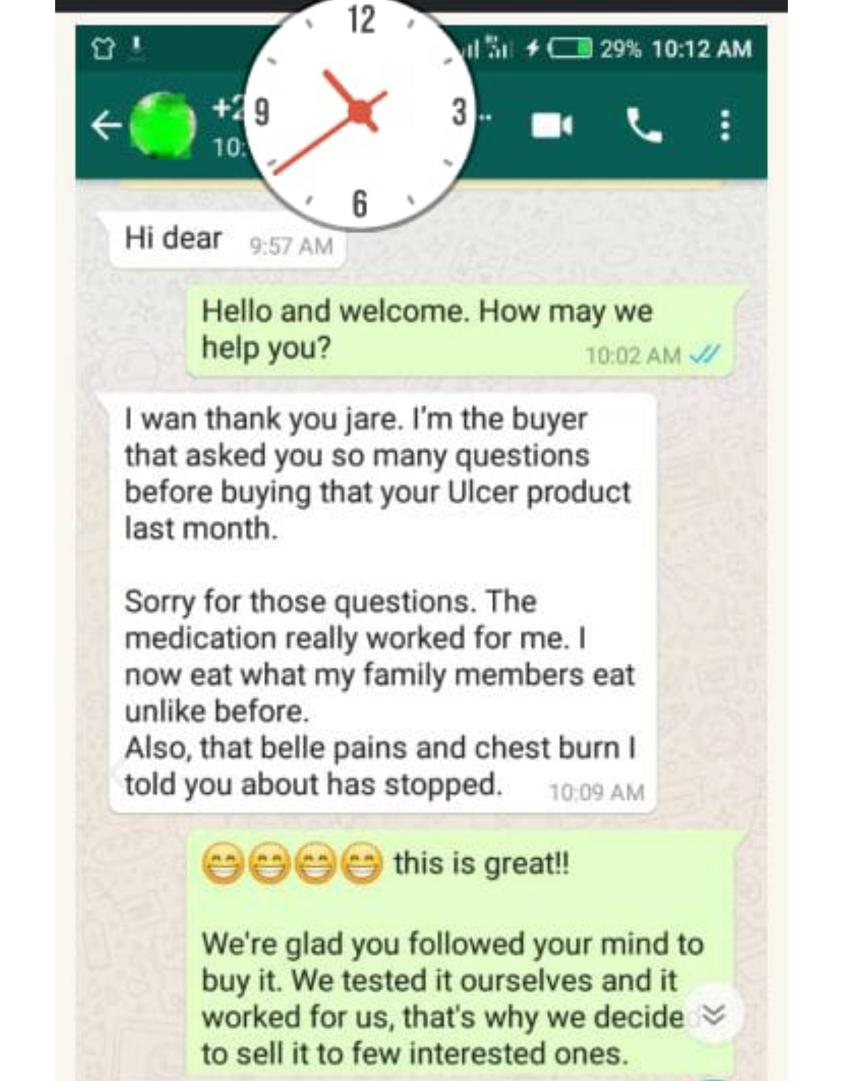 12
29% 10:12 AM
+2
9
3
..
10:
6
Hi dear 9:57 AM
Hello and welcome. How may we
help you? 10:02 AM
I wan thank you jare. I'm the buyer
that asked you so many questions
before buying that your Ulcer product
last month.
Sorry for those questions. The
medication really worked for me. I
now eat what my family members eat
unlike before.
Also, that belle pains and chest burn I
told you about has stopped. 10:09 AM
😁😁😁😁 this is great!!
We're glad you followed your mind to
buy it. We tested it ourselves and it
worked for us, that's why we decide
to sell it to few interested ones.